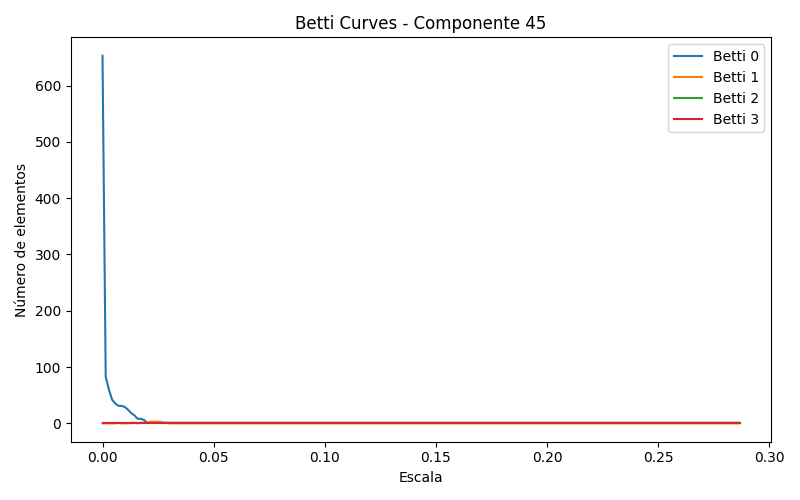 Betti Curves - Componente 45
Betti 0
Betti 1
Betti 2
Betti 3
Número de elementos
600
500
400
300
200
100
0
0.00 0.05 0.10 0.15 0.20 0.25 0.30
Escala